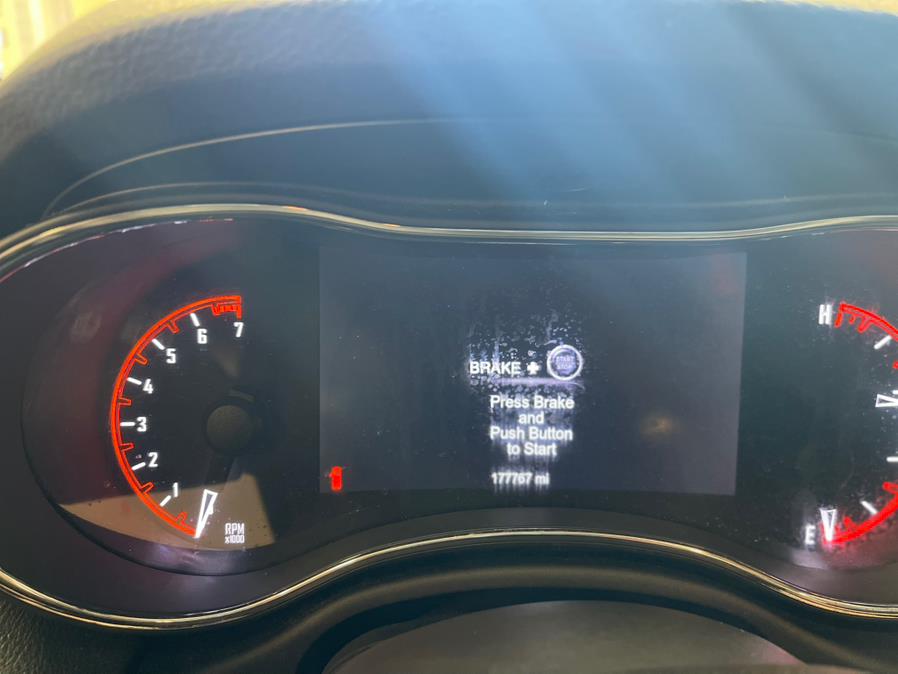 7
6
5
4
3
2
1
RPM
x1000
BRAKE + START STOP
Press Brake
and
Push Button
to Start
177767 mi
H
E